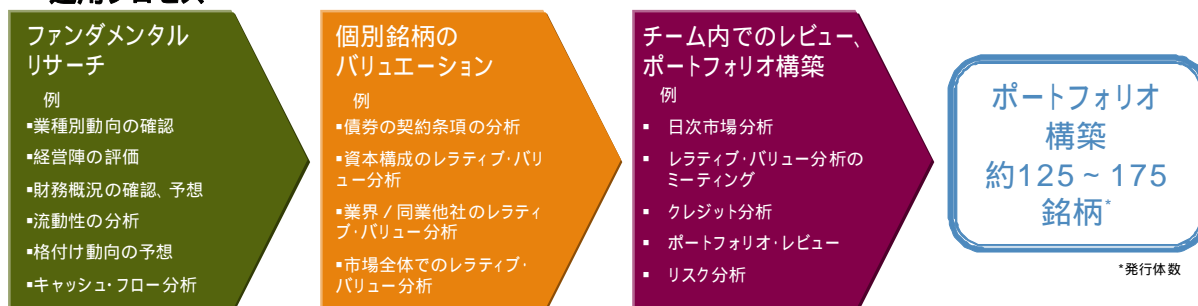 運用プロセス
ファンダメンタル
リサーチ
例
▪業種別動向の確認
▪経営陣の評価
▪財務概況の確認、予想
▪流動性の分析
▪格付け動向の予想
▪キャッシュ・フロー分析
個別銘柄の
バリュエーション
例
▪債券の契約条項の分析
▪資本構成のレラティブ・バリ
ュー分析
▪業界/同業他社のレラティ
ブ・バリュー分析
▪市場全体でのレラティブ・
バリュー分析
チーム内でのレビュー、
ポートフォリオ構築
例
▪ 日次市場分析
▪ レラティブ・バリュー分析の
ミーティング
▪ クレジット分析
▪ ポートフォリオ・レビュー
▪ リスク分析
ポートフォリオ
構築
約125~175
銘柄*
*発行体数